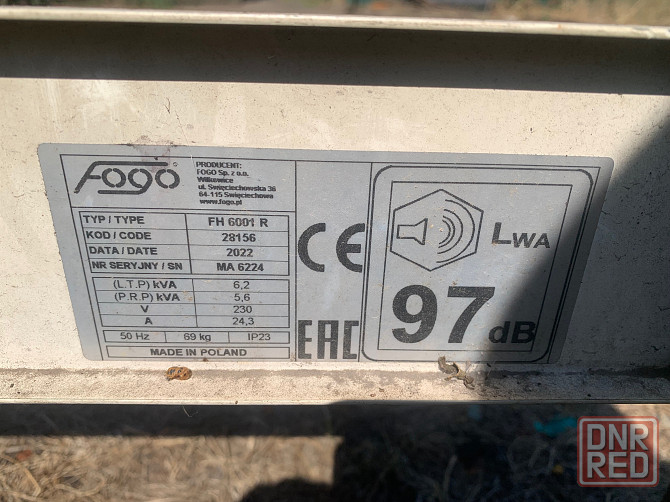 Fogo
PRODUCENT:
FOGO Sp. z o.o.
Wilkowice
ul. Święciechowska 36
64-115 Święciechowa
www.fogo.pl
TYP / TYPE FH 6001 R
KOD / CODE 28156
DATA / DATE 2022
NR SERYJNY / SN MA 6224
(L.T.P) kVA 6,2
(P.R.P) kVA 5,6
V 230
A 24,3
50 Hz 69 kg IP23
MADE IN POLAND
CE
EAC
LWA
97 dB
DNR
RED